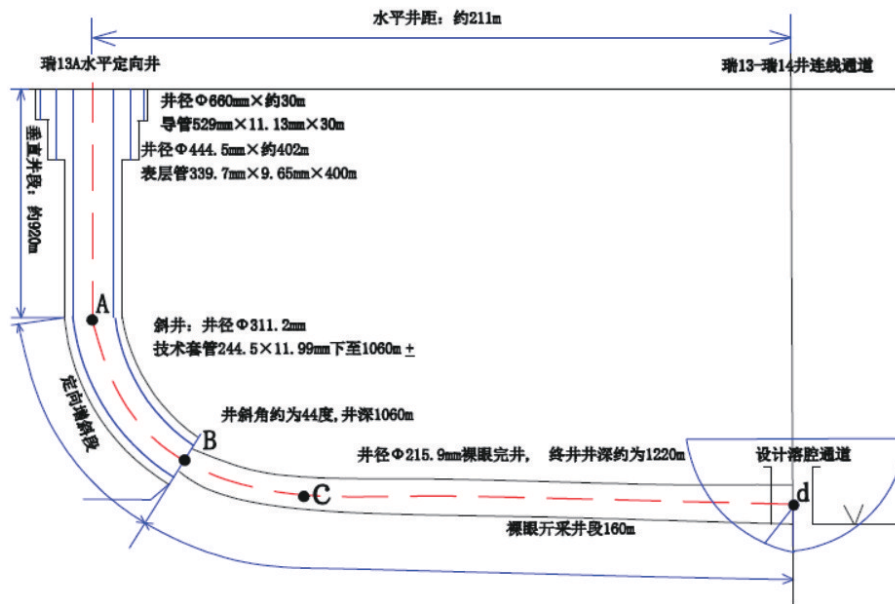 水平井距：约211m
瑞13A水平定向井
瑞13-瑞14井连线通道
井径Φ660mm×约30m
导管529mm×11.13mm×30m
井径Φ444.5mm×约402m
表层管339.7mm×9.65mm×400m
垂直井段：约920m
A
斜井：井径Φ311.2mm
技术套管244.5×11.99mm下至1060m±
定向增斜段
井斜角约为44度,井深1060m
B
井径Φ215.9mm裸眼完井， 终井井深约为1220m
设计溶腔通道
C
d
裸眼开采井段160m